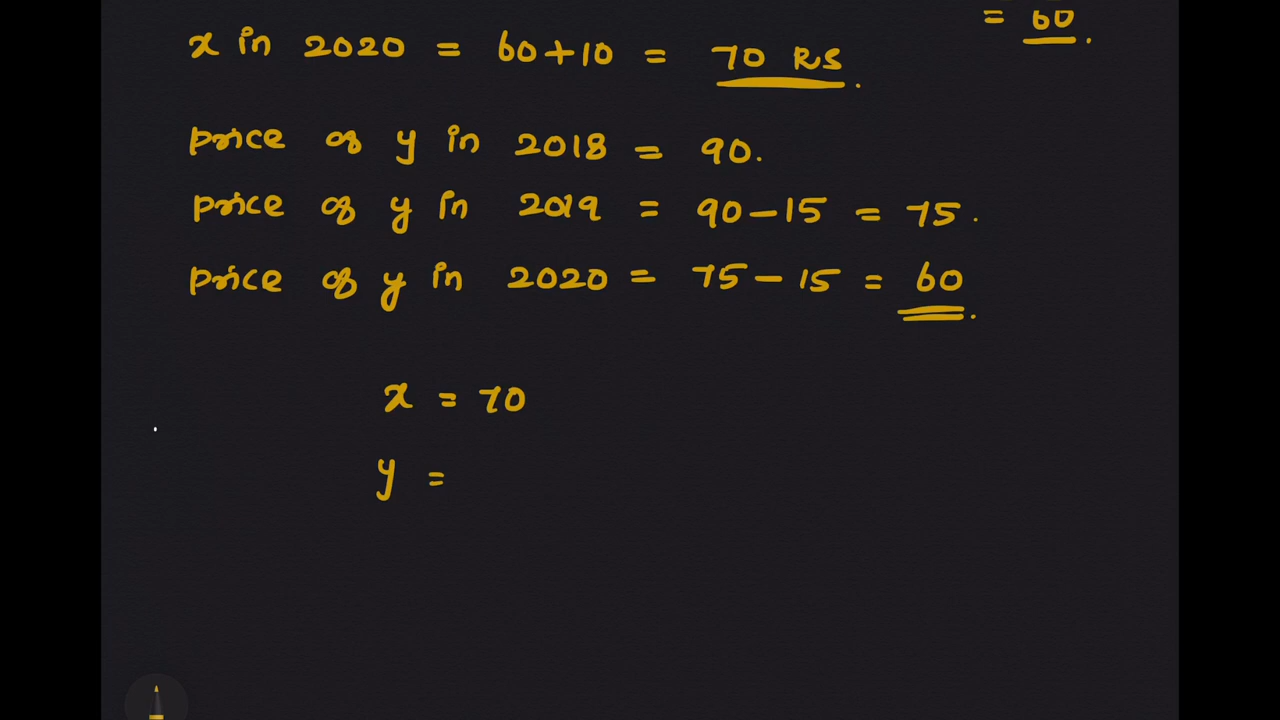 = 60.
x in 2020 = 60+10 = 70 RS.
price of y in 2018 = 90.
price of y in 2019 = 90-15 = 75.
price of y in 2020 = 75-15 = 60.
x = 70
y =